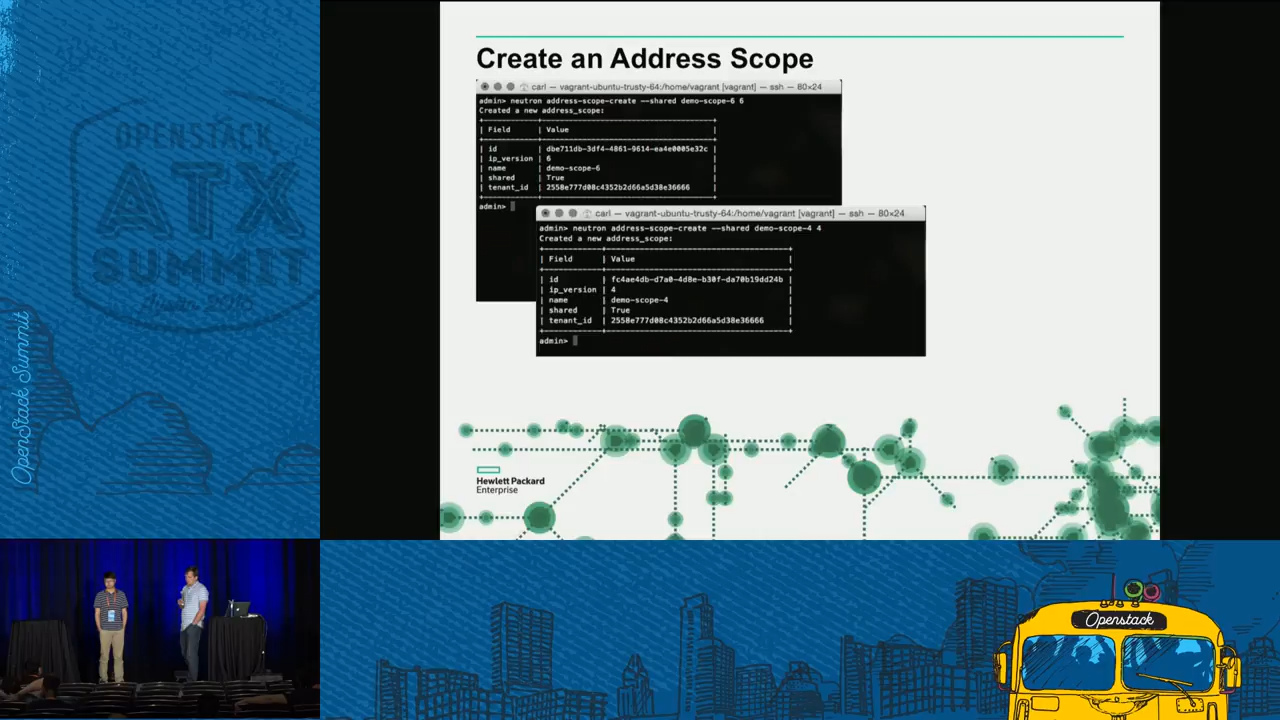 Create an Address Scope
carl — vagrant-ubuntu-trusty-64:/home/vagrant [vagrant] — ssh — 80×24
admin> neutron address-scope-create --shared demo-scope-6 6
Created a new address_scope:
| Field | Value |
| id | dbe711db-3df4-4861-9614-ea4e0005e32c |
| ip_version | 6 |
| name | demo-scope-6 |
| shared | True |
| tenant_id | 2558e777d08c4352b2d66a5d38e36666 |
admin>
carl — vagrant-ubuntu-trusty-64:/home/vagrant [vagrant] — ssh — 80×24
admin> neutron address-scope-create --shared demo-scope-4 4
Created a new address_scope:
| Field | Value |
| id | fc4ae4db-d7a0-4d8e-b30f-da70b19dd24b |
| ip_version | 4 |
| name | demo-scope-4 |
| shared | True |
| tenant_id | 2558e777d08c4352b2d66a5d38e36666 |
admin>
Hewlett Packard
Enterprise
OPENSTACK
ATX
SUMMIT
OpenStack Summit
Openstack